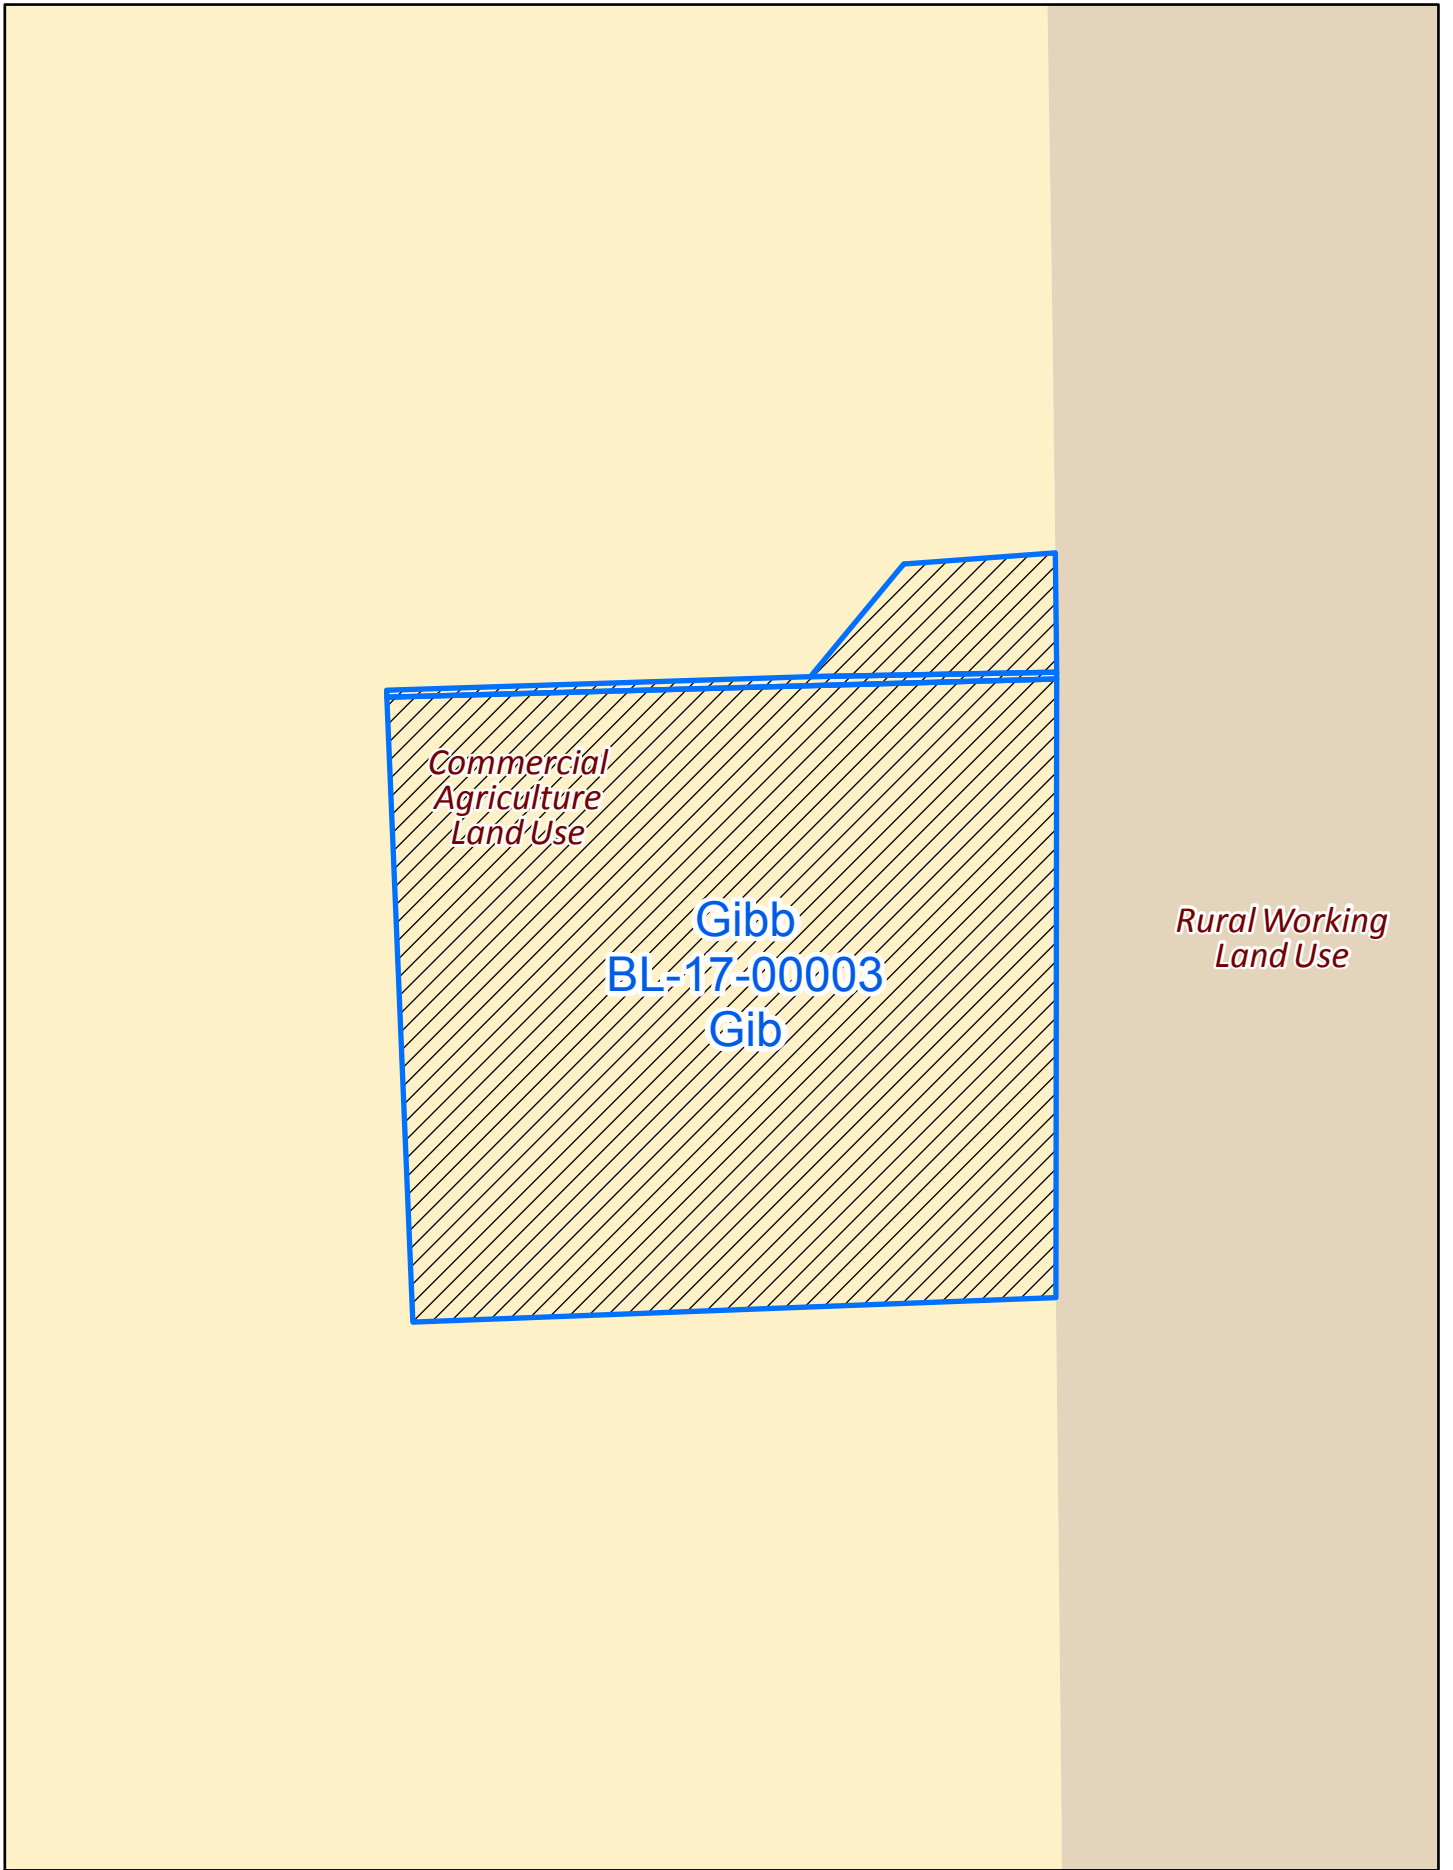 Commercial
Agriculture
Land Use
Gibb
BL-17-00003
Gib
Rural Working
Land Use